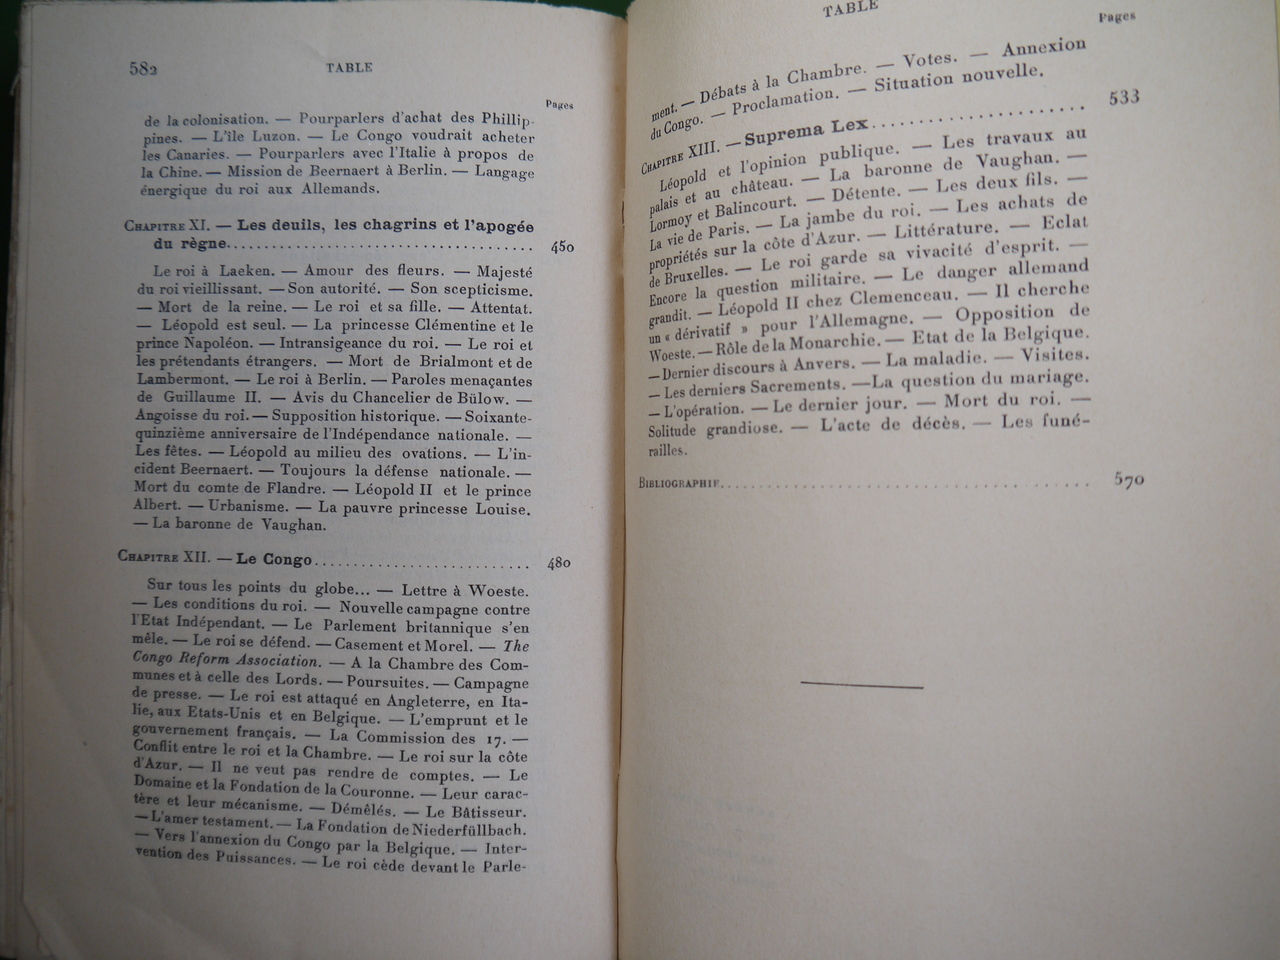 582
TABLE
Pages
de la colonisation. — Pourparlers d'achat des Philip-
pines. — L'île Luzon. — Le Congo voudrait acheter
les Canaries. — Pourparlers avec l'Italie à propos de
la Chine. — Mission de Beernaert à Berlin. — Langage
énergique du roi aux Allemands.
CHAPITRE XI. — Les deuils, les chagrins et l'apogée
du règne........................................ 450
Le roi à Laeken. — Amour des fleurs. — Majesté
du roi vieillissant. — Son autorité. — Son scepticisme.
— Mort de la reine. — Le roi et sa fille. — Attentat.
— Léopold est seul. — La princesse Clémentine et le
prince Napoléon. — Intransigeance du roi. — Le roi et
les prétendants étrangers. — Mort de Brialmont et de
Lambermont. — Le roi à Berlin. — Paroles menaçantes
de Guillaume II. — Avis du Chancelier de Bülow. —
Angoisse du roi. — Supposition historique. — Soixante-
quinzième anniversaire de l'Indépendance nationale. —
Les fêtes. — Léopold au milieu des ovations. — L'in-
cident Beernaert. — Toujours la défense nationale. —
Mort du comte de Flandre. — Léopold II et le prince
Albert. — Urbanisme. — La pauvre princesse Louise.
— La baronne de Vaughan.
CHAPITRE XII. — Le Congo............................ 480
Sur tous les points du globe... — Lettre à Woeste.
— Les conditions du roi. — Nouvelle campagne contre
l'Etat Indépendant. — Le Parlement britannique s'en
mêle. — Le roi se défend. — Casement et Morel. — The
Congo Reform Association. — A la Chambre des Com-
munes et à celle des Lords. — Poursuites. — Campagne
de presse. — Le roi est attaqué en Angleterre, en Ita-
lie, aux Etats-Unis et en Belgique. — L'emprunt et le
gouvernement français. — La Commission des 17. —
Conflit entre le roi et la Chambre. — Le roi sur la côte
d'Azur. — Il ne veut pas rendre de comptes. — Le
Domaine et la Fondation de la Couronne. — Leur carac-
tère et leur mécanisme. — Démêlés. — Le Bâtisseur.
— L'amer testament. — La Fondation de Niederfüllbach.
— Vers l'annexion du Congo par la Belgique. — Inter-
vention des Puissances. — Le roi cède devant le Parle-
TABLE
Pages
ment. — Débats à la Chambre. — Votes. — Annexion
du Congo. — Proclamation. — Situation nouvelle.
CHAPITRE XIII. — Suprema Lex........................ 533
Léopold et l'opinion publique. — Les travaux au
palais et au château. — La baronne de Vaughan. —
Lormoy et Balincourt. — Détente. — Les deux fils. —
La vie de Paris. — La jambe du roi. — Les achats de
propriétés sur la côte d'Azur. — Littérature. — Eclat
de Bruxelles. — Le roi garde sa vivacité d'esprit. —
Encore la question militaire. — Le danger allemand
grandit. — Léopold II chez Clemenceau. — Il cherche
un « dérivatif » pour l'Allemagne. — Opposition de
Woeste. — Rôle de la Monarchie. — Etat de la Belgique.
— Dernier discours à Anvers. — La maladie. — Visites.
— Les derniers Sacrements. — La question du mariage.
— L'opération. — Le dernier jour. — Mort du roi. —
Solitude grandiose. — L'acte de décès. — Les funé-
railles.
BIBLIOGRAPHIE........................................ 570